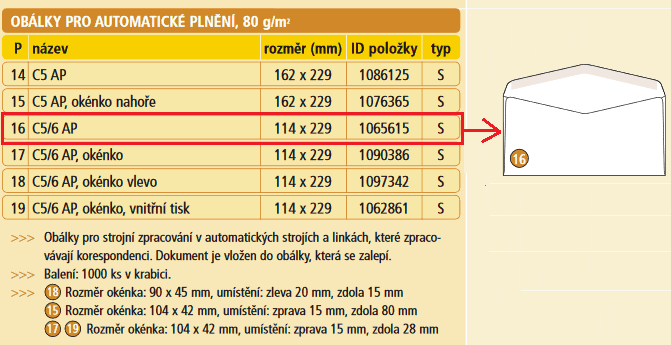 OBÁLKY PRO AUTOMATICKÉ PLNĚNÍ, 80 g/m²
P název rozměr (mm) ID položky typ
14 C5 AP 162 x 229 1086125 S
15 C5 AP, okénko nahoře 162 x 229 1076365 S
16 C5/6 AP 114 x 229 1065615 S
17 C5/6 AP, okénko 114 x 229 1090386 S
18 C5/6 AP, okénko vlevo 114 x 229 1097342 S
19 C5/6 AP, okénko, vnitřní tisk 114 x 229 1062861 S
16
>>> Obálky pro strojní zpracování v automatických strojích a linkách, které zpraco-
vávají korespondenci. Dokument je vložen do obálky, která se zalepí.
>>> Balení: 1000 ks v krabici.
>>> 18 Rozměr okénka: 90 x 45 mm, umístění: zleva 20 mm, zdola 15 mm
15 Rozměr okénka: 104 x 42 mm, umístění: zprava 15 mm, zdola 80 mm
17 19 Rozměr okénka: 104 x 42 mm, umístění: zprava 15 mm, zdola 28 mm